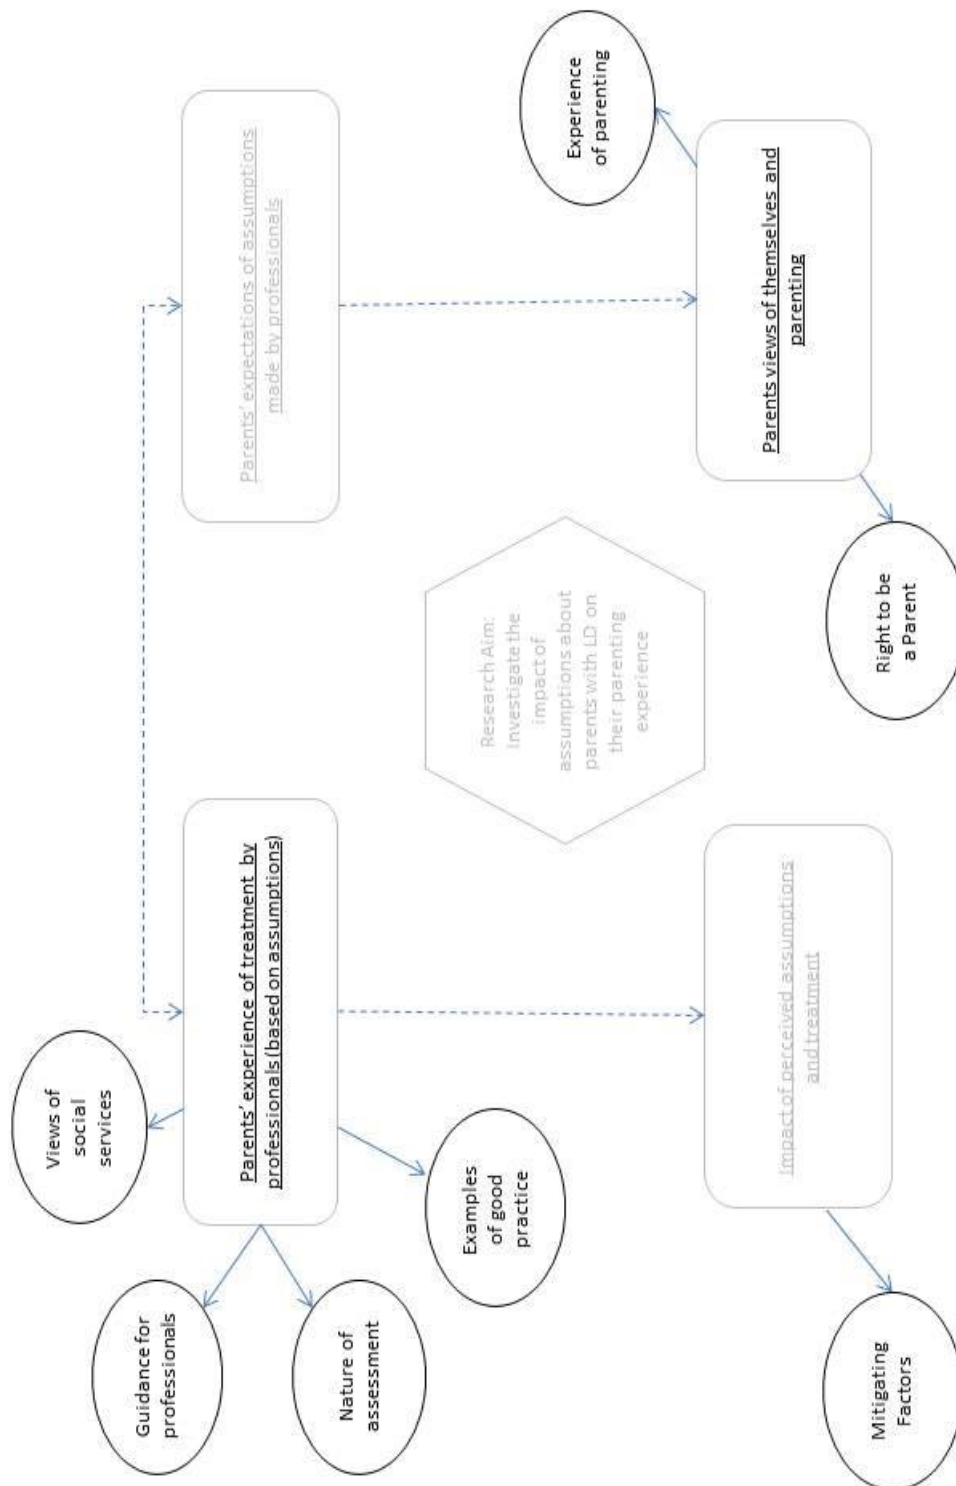 Views of
social
services
Guidance for
professionals
Nature of
assessment
Parents’ experience of treatment by
professionals (based on assumptions)
Examples
of good
practice
Parents’ expectations of assumptions
made by professionals
Research Aim:
Investigate the
impact of
assumptions about
parents with LD on
their parenting
experience
Mitigating
Factors
Impact of perceived assumptions
and treatment
Experience
of parenting
Parents views of themselves and
parenting
Right to be
a Parent